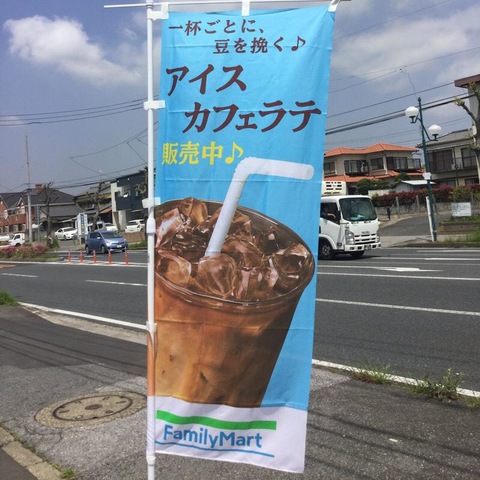 一杯ごとに、
豆を挽く♪
アイス
カフェラテ
販売中♪
FamilyMart